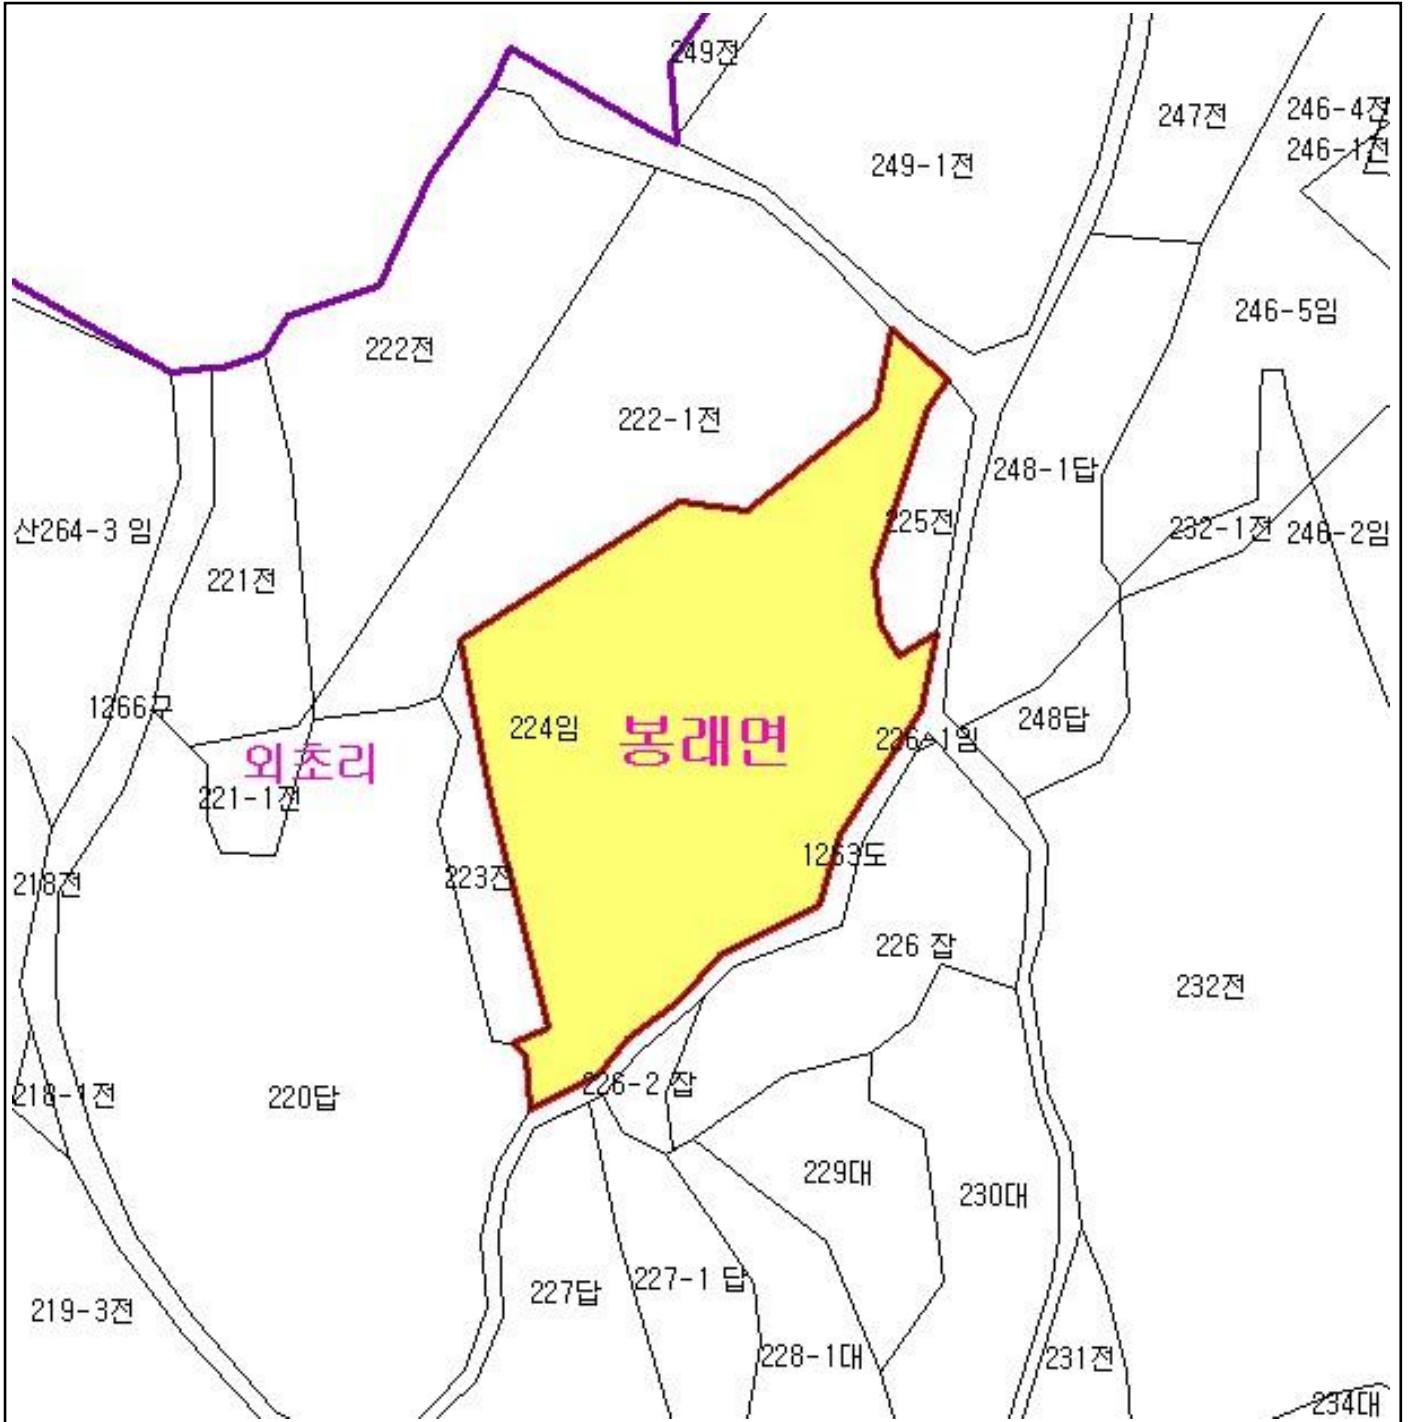 249전
247전
246-4전
246-1전
249-1전
246-5임
222전
222-1전
248-1답
225전
232-1전
246-2임
산264-3 임
221전
1266구
224임
봉래면
226-1임
248답
외초리
221-1전
1263도
218전
223전
226 잡
232전
218-1전
220답
226-2 잡
229대
230대
227-1 답
227답
219-3전
228-1대
231전
234대